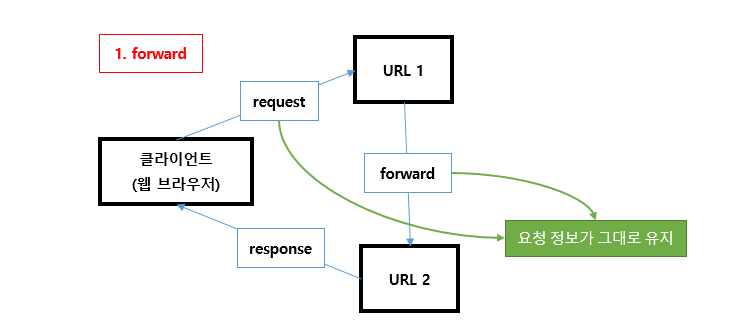 1. forward
URL 1
request
클라이언트
(웹 브라우저)
forward
요청 정보가 그대로 유지
response
URL 2